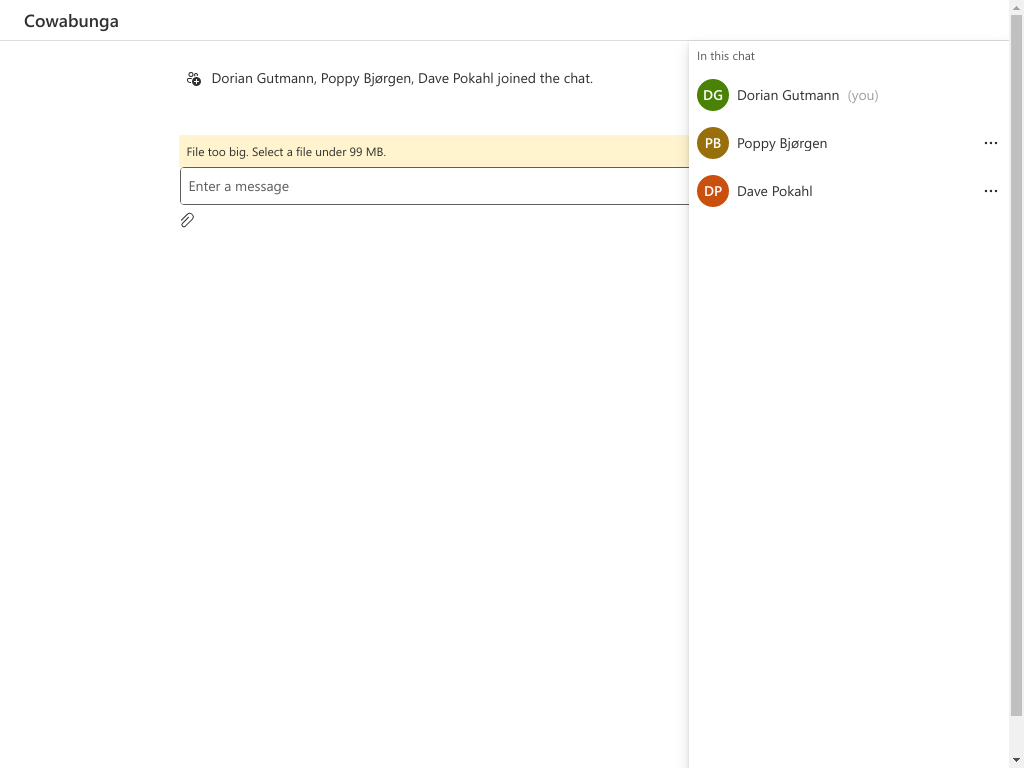 Cowabunga
Dorian Gutmann, Poppy Bjørgen, Dave Pokahl joined the chat.
File too big. Select a file under 99 MB.
Enter a message
In this chat
DG Dorian Gutmann (you)
PB Poppy Bjørgen
DP Dave Pokahl